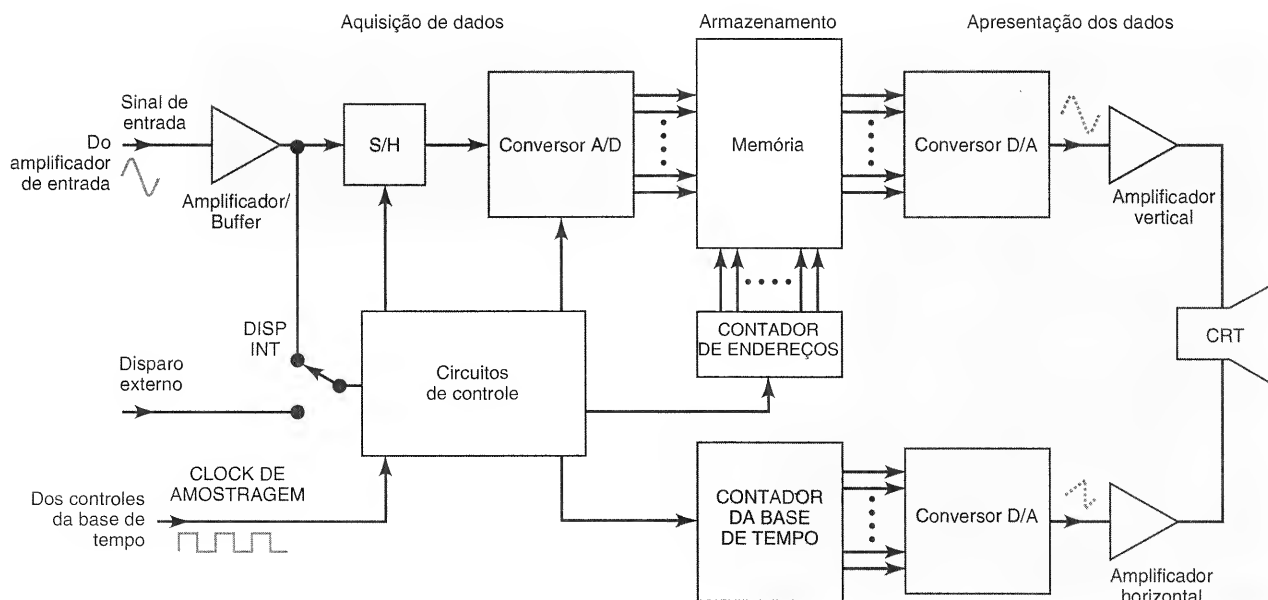 Aquisição de dados
Armazenamento
Apresentação dos dados
Sinal de
entrada
Do
amplificador
de entrada
Amplificador/
Buffer
S/H
Conversor A/D
Memória
Conversor D/A
Amplificador
vertical
DISP
INT
Disparo
externo
Circuitos
de controle
CONTADOR
DE ENDEREÇOS
CRT
CLOCK DE
AMOSTRAGEM
Dos controles
da base de
tempo
CONTADOR
DA BASE
DE TEMPO
Conversor D/A
Amplificador
horizontal